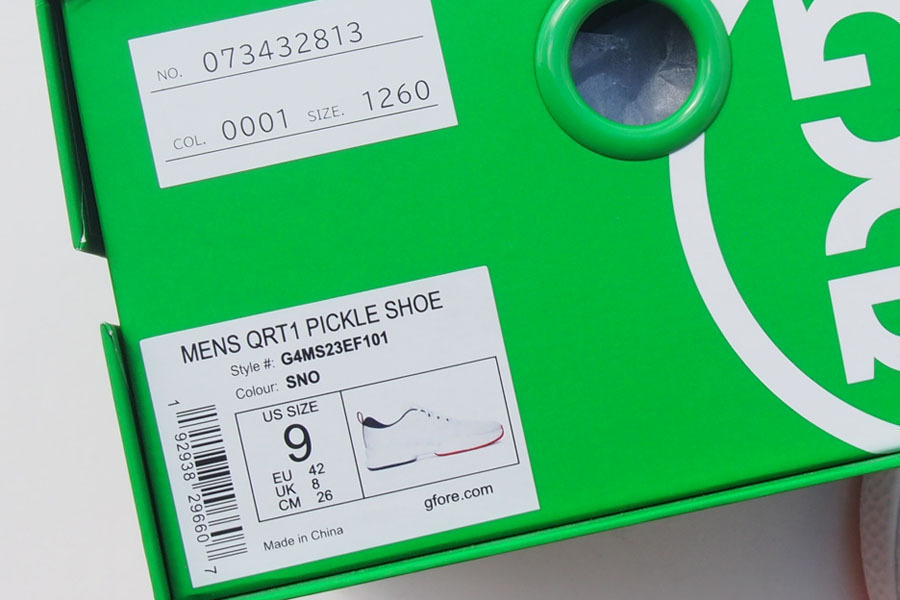 NO. 073432813
COL. 0001 SIZE. 1260
MENS QRT1 PICKLE SHOE
Style #: G4MS23EF101
Colour: SNO
US SIZE
9
EU 42
UK 8
CM 26
gfore.com
Made in China
1 92938 29660 7